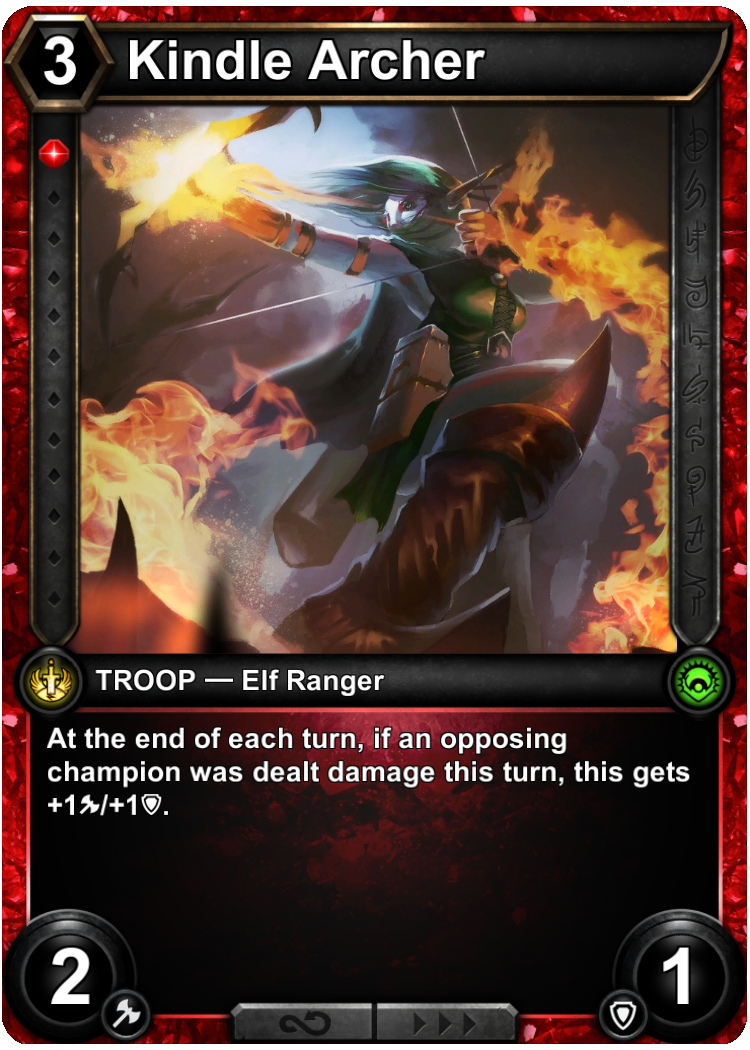 3 Kindle Archer
TROOP — Elf Ranger
At the end of each turn, if an opposing
champion was dealt damage this turn, this gets
+1/+1.
2 1